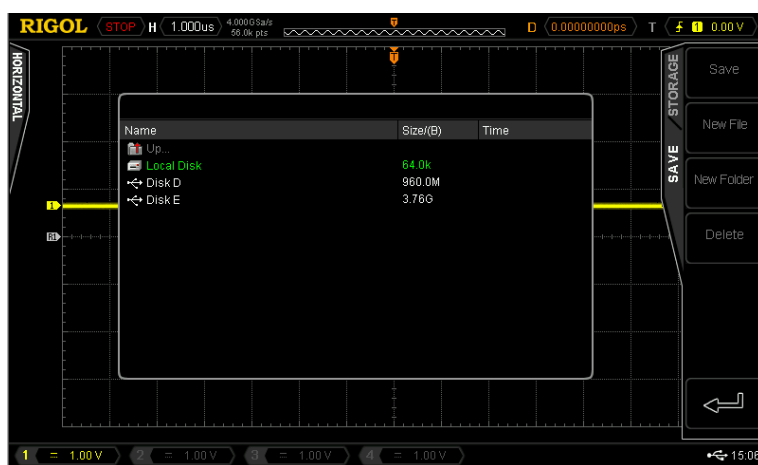 RIGOL STOP H 1.000us 4.000GSa/s D 0.00000000ps T 1 0.00 V
56.0k pts
T
HORIZONTAL
STORAGE
SAVE
Save
New File
New Folder
Delete
Name Size/(B) Time
Up...
Local Disk 64.0k
Disk D 960.0M
Disk E 3.76G
1
R1
1 = 1.00 V 2 = 1.00 V 3 = 1.00 V 4 = 1.00 V 15:06